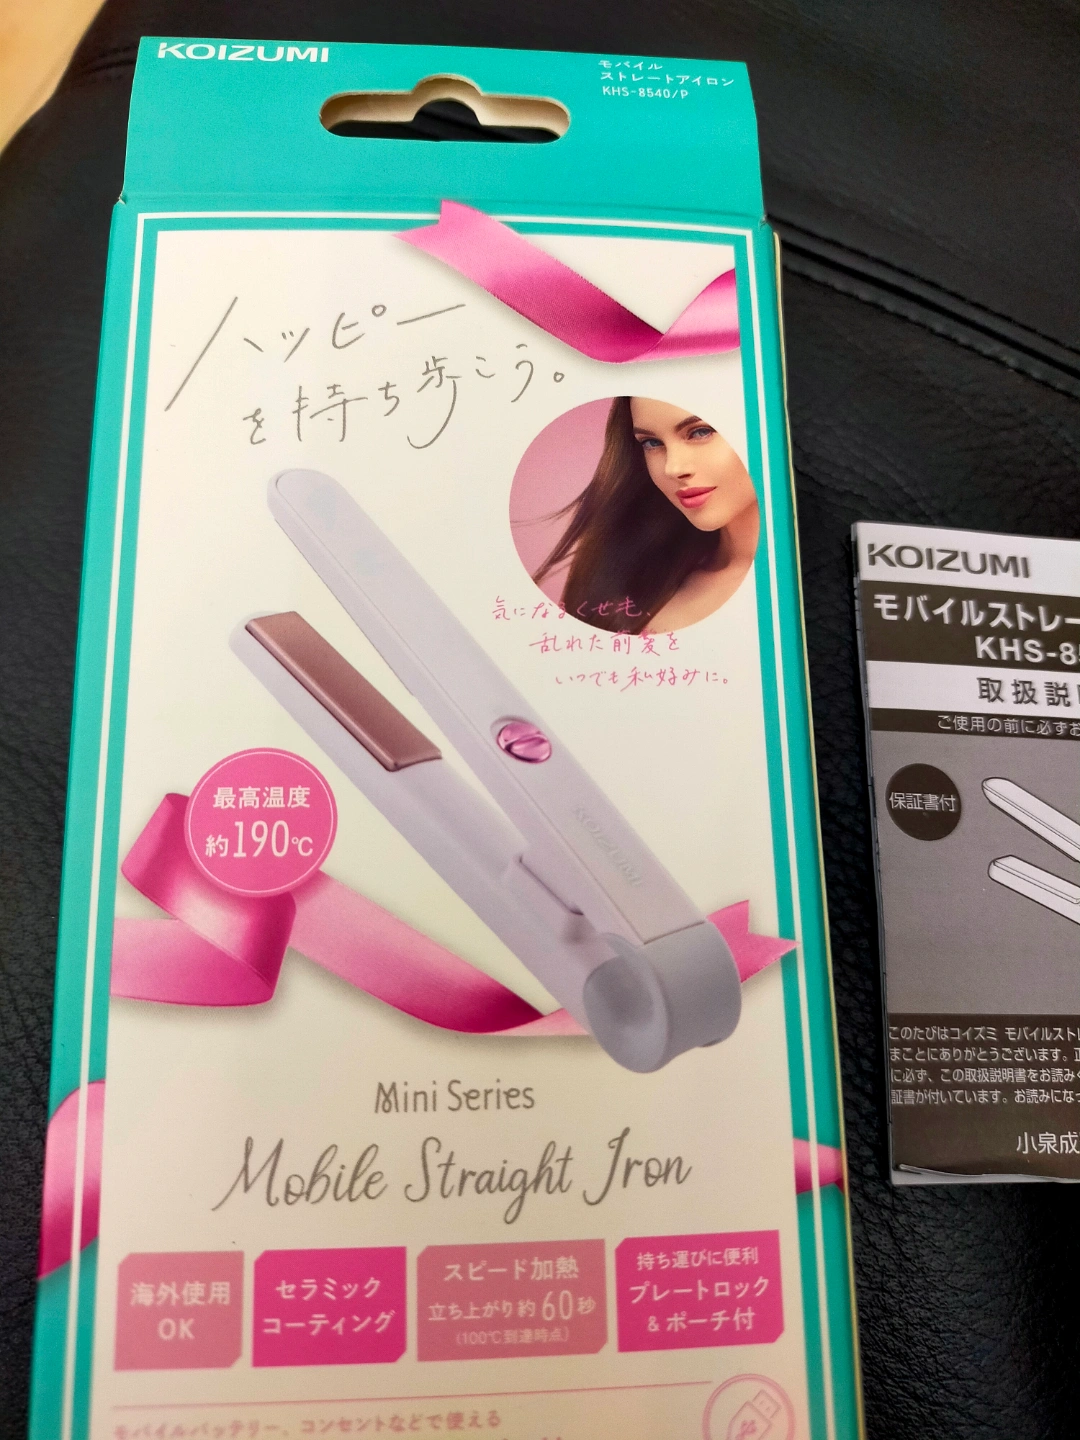 KOIZUMI
モバイル
ストレートアイロン
KHS-8540/P
ハッピー
を持ち歩こう。
気になるくせも、
乱れた前髪を
いつでも私好みに。
最高温度
約190℃
KOIZUMI
Mini Series
Mobile Straight Iron
海外使用
OK
セラミック
コーティング
スピード加熱
立ち上がり約60秒
(100℃到達時点)
持ち運びに便利
プレートロック
& ポーチ付
モバイルバッテリー、コンセントなどで使える
KOIZUMI
モバイルストレー
KHS-8
取扱説
ご使用の前に必ずお
保証書付
このたびはコイズミ モバイルストレ
まことにありがとうございます。
に必ず、この取扱説明書をお読み
証書が付いています。お読みになっ
小泉成